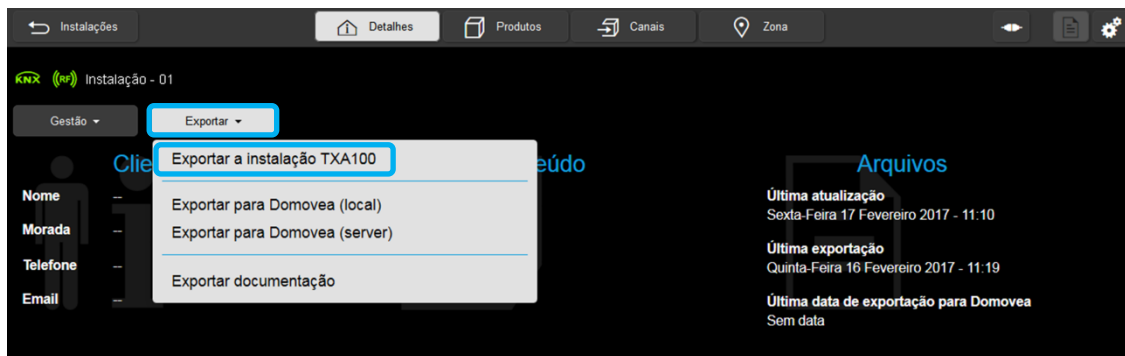 Instalações
Detalhes
Produtos
Canais
Zona
KNX ((RF)) Instalação - 01
Gestão
Exportar
Exportar a instalação TXA100
Exportar para Domovea (local)
Exportar para Domovea (server)
Exportar documentação
Clie
eúdo
Arquivos
Nome --
Morada --
Telefone --
Email --
Última atualização
Sexta-Feira 17 Fevereiro 2017 - 11:10
Última exportação
Quinta-Feira 16 Fevereiro 2017 - 11:19
Última data de exportação para Domovea
Sem data